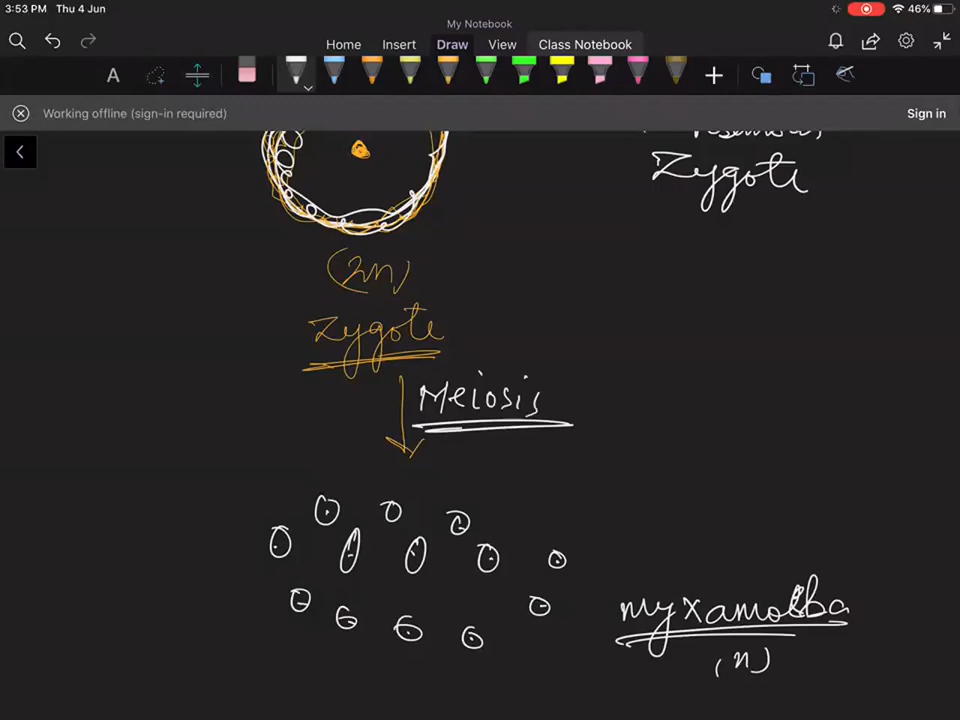 3:53 PM Thu 4 Jun
46%
My Notebook
Home Insert Draw View Class Notebook
A
Working offline (sign-in required) Sign in
Zygote
(2n)
Zygote
Meiosis
myxamoeba
(n)